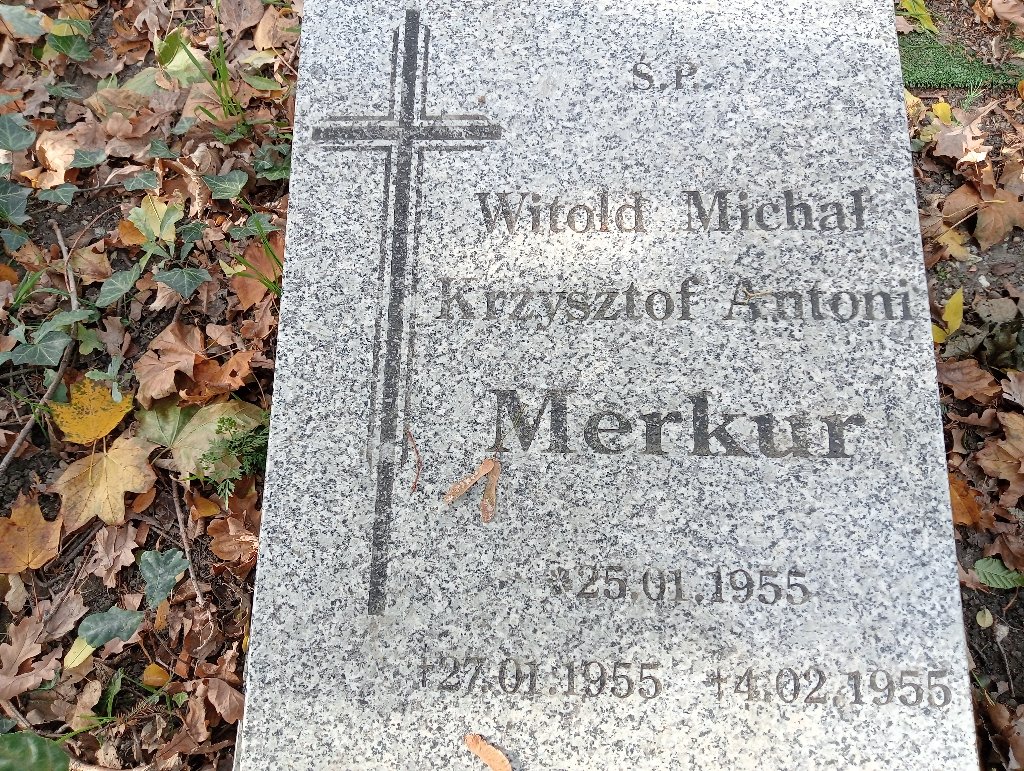 Ś.P.
Witold Michał
Krzysztof Antoni
Merkur
*25.01.1955
†27.01.1955 †4.02.1955